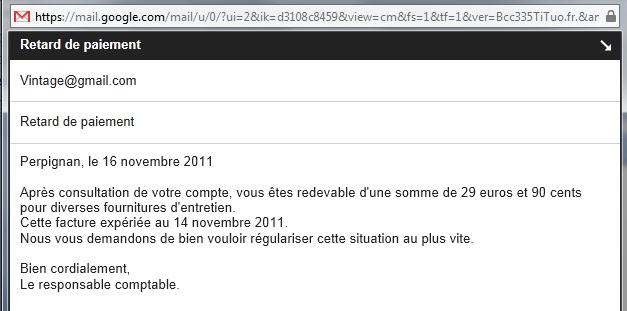 https://mail.google.com/mail/u/0/?ui=2&ik=d3108c8459&view=cm&fs=1&tf=1&ver=Bcc335TiTuo.fr.&ar
Retard de paiement
Vintage@gmail.com
Retard de paiement
Perpignan, le 16 novembre 2011
Après consultation de votre compte, vous êtes redevable d'une somme de 29 euros et 90 cents
pour diverses fournitures d'entretien.
Cette facture expériée au 14 novembre 2011.
Nous vous demandons de bien vouloir régulariser cette situation au plus vite.
Bien cordialement,
Le responsable comptable.